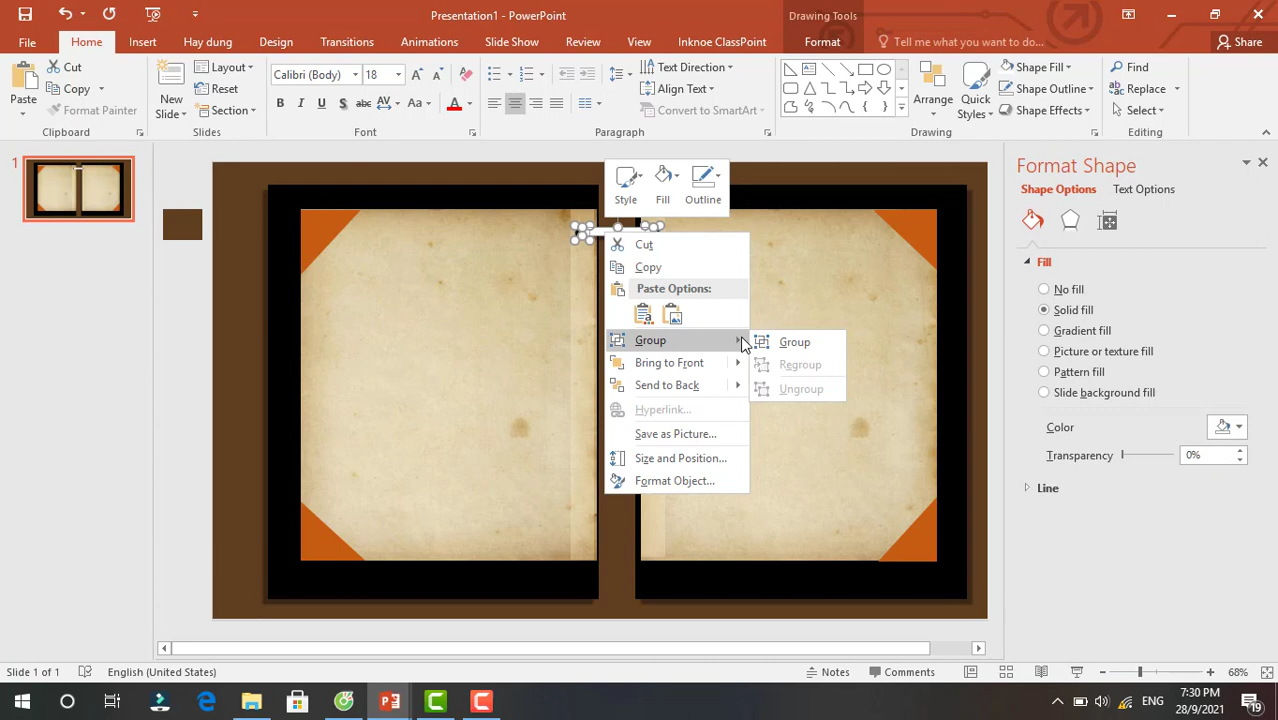 Presentation1 - PowerPoint
Drawing Tools
File
Home
Insert
Hay dung
Design
Transitions
Animations
Slide Show
Review
View
Inknoe ClassPoint
Format
Tell me what you want to do...
Share
Paste
Cut
Copy
Format Painter
Clipboard
New
Slide
Layout
Reset
Section
Slides
Calibri (Body)
18
B I U S abc AV Aa A
Font
Text Direction
Align Text
Convert to SmartArt
Paragraph
Arrange
Quick
Styles
Shape Fill
Shape Outline
Shape Effects
Drawing
Find
Replace
Select
Editing
1
Style
Fill
Outline
Cut
Copy
Paste Options:
Group
Bring to Front
Send to Back
Hyperlink...
Save as Picture...
Size and Position...
Format Object...
Group
Regroup
Ungroup
Format Shape
Shape Options
Text Options
Fill
No fill
Solid fill
Gradient fill
Picture or texture fill
Pattern fill
Slide background fill
Color
Transparency
0%
Line
Slide 1 of 1
English (United States)
Notes
Comments
68%
ENG
7:30 PM
28/9/2021
19